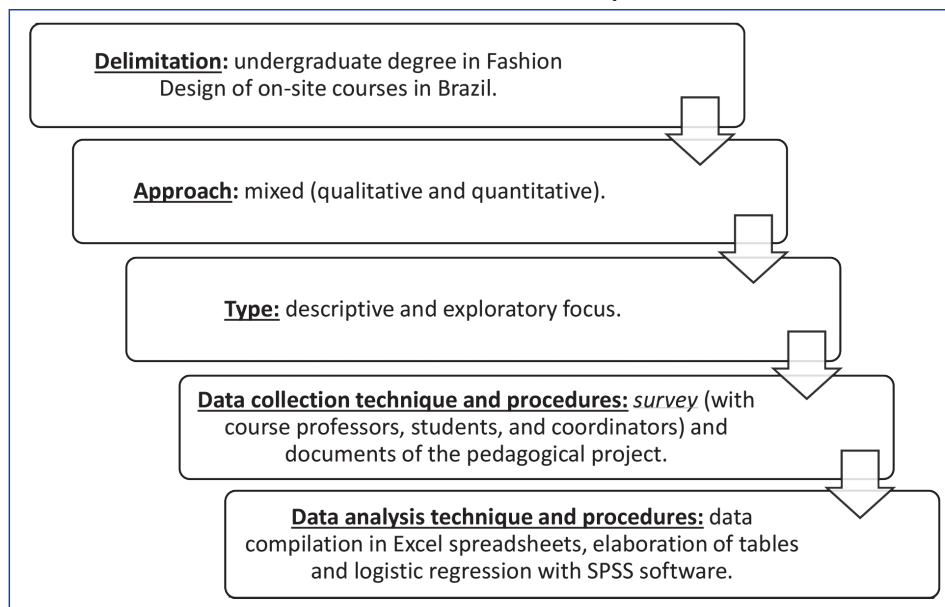 Delimitation: undergraduate degree in Fashion
Design of on-site courses in Brazil.
Approach: mixed (qualitative and quantitative).
Type: descriptive and exploratory focus.
Data collection technique and procedures: survey (with
course professors, students, and coordinators) and
documents of the pedagogical project.
Data analysis technique and procedures: data
compilation in Excel spreadsheets, elaboration of tables
and logistic regression with SPSS software.